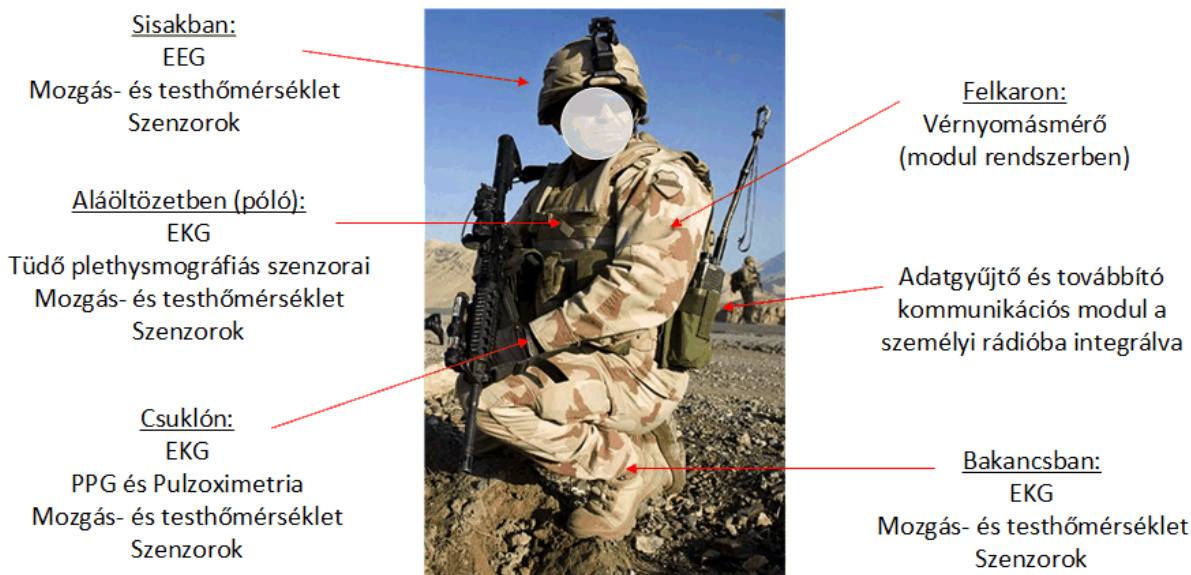 Sisakban:
EEG
Mozgás- és testhőmérséklet
Szenzorok
Aláöltözetben (póló):
EKG
Tüdő plethysmográfiás szenzorai
Mozgás- és testhőmérséklet
Szenzorok
Csuklón:
EKG
PPG és Pulzoximetria
Mozgás- és testhőmérséklet
Szenzorok
Felkaron:
Vérnyomásmérő
(modul rendszerben)
Adatgyűjtő és továbbító
kommunikációs modul a
személyi rádióba integrálva
Bakancsban:
EKG
Mozgás- és testhőmérséklet
Szenzorok